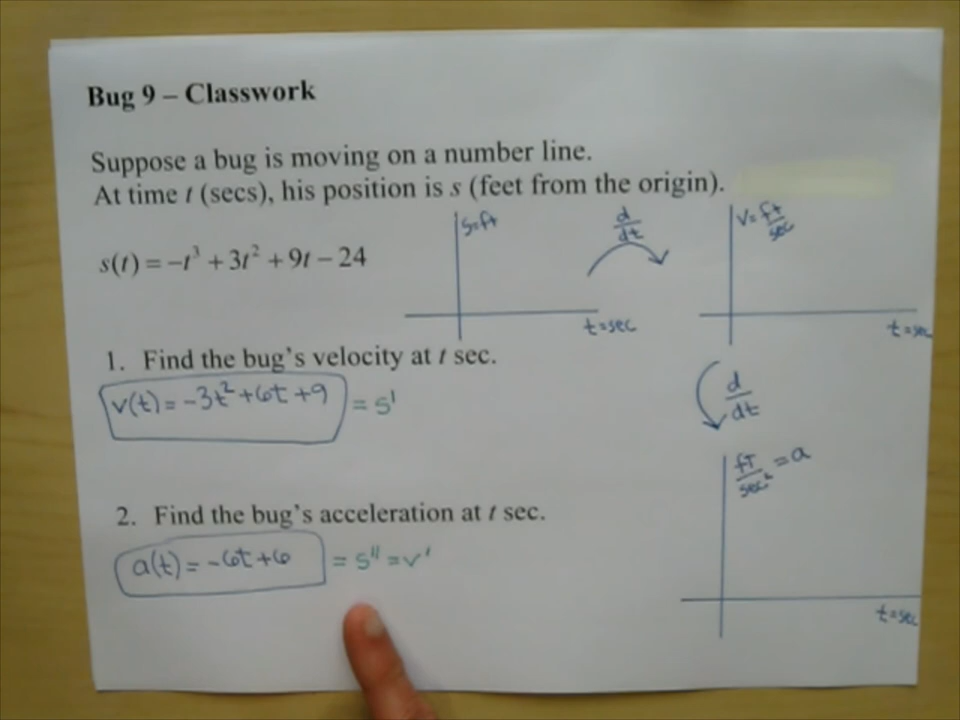 Bug 9 – Classwork
Suppose a bug is moving on a number line.
At time t (secs), his position is s (feet from the origin).
s=ft
d/dt
v=ft/sec
s(t) = −t³ + 3t² + 9t − 24
t=sec
t=sec
1. Find the bug's velocity at t sec.
v(t) = -3t²+6t+9 = s'
d/dt
ft/sec² = a
2. Find the bug's acceleration at t sec.
a(t) = -6t+6 = s'' = v'
t=sec